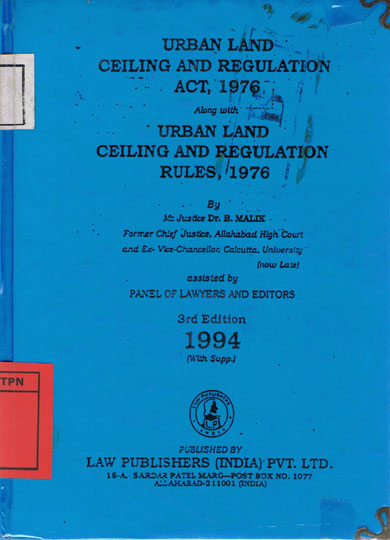 URBAN LAND
CEILING AND REGULATION
ACT, 1976
Along with
URBAN LAND
CEILING AND REGULATION
RULES, 1976
By
Mr. Justice Dr. B. MALIK
Former Chief Justice, Allahabad High Court
and Ex- Vice-Chancellor, Calcutta, University
(now Late)
assisted by
PANEL OF LAWYERS AND EDITORS
3rd Edition
1994
(With Supp.)
LAW PUBLISHERS
INDIA
TPN
PUBLISHED BY
LAW PUBLISHERS (INDIA) PVT. LTD.
18-A, SARDAR PATEL MARG—POST BOX NO. 1077
ALLAHABAD-211001 (INDIA)